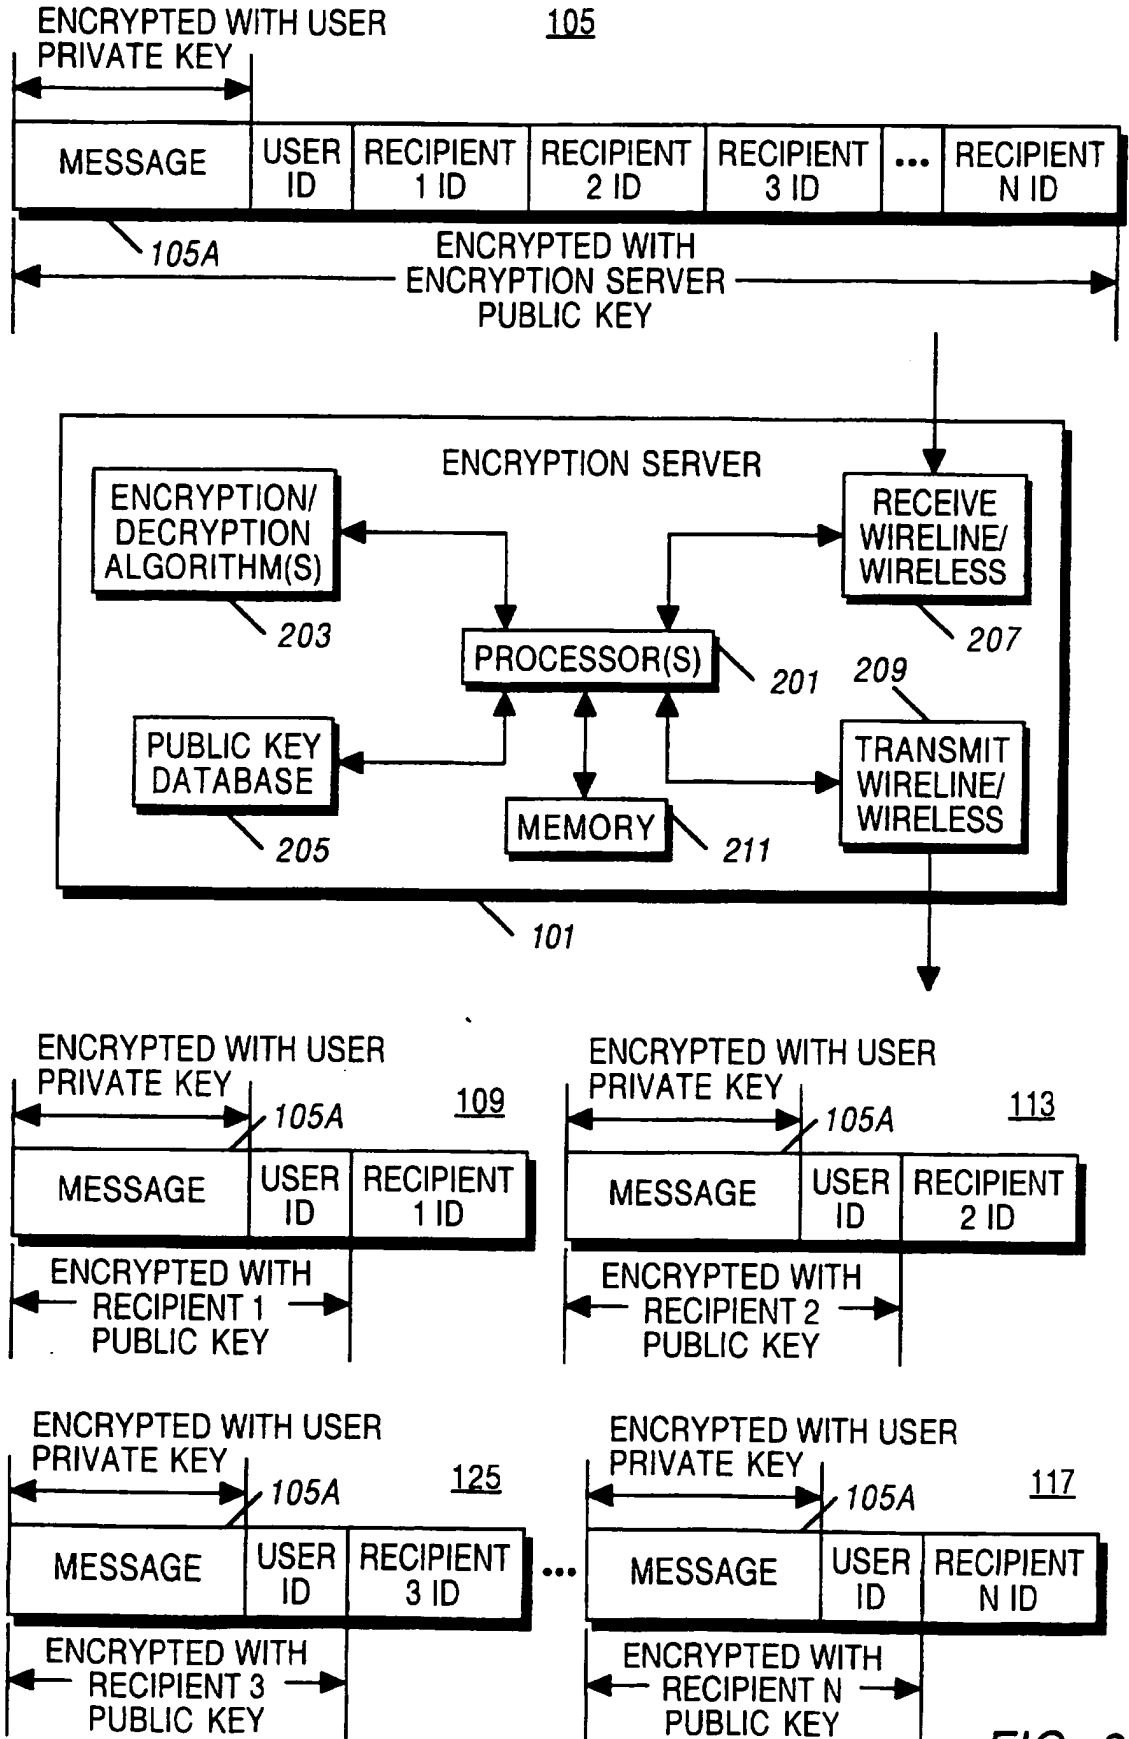 ENCRYPTED WITH USER
PRIVATE KEY
105
MESSAGE
USER
ID
RECIPIENT
1 ID
RECIPIENT
2 ID
RECIPIENT
3 ID
...
RECIPIENT
N ID
105A
ENCRYPTED WITH
ENCRYPTION SERVER
PUBLIC KEY
ENCRYPTION SERVER
ENCRYPTION/
DECRYPTION
ALGORITHM(S)
203
RECEIVE
WIRELINE/
WIRELESS
207
PROCESSOR(S)
201
209
PUBLIC KEY
DATABASE
205
MEMORY
211
TRANSMIT
WIRELINE/
WIRELESS
101
ENCRYPTED WITH USER
PRIVATE KEY
109
105A
MESSAGE
USER
ID
RECIPIENT
1 ID
ENCRYPTED WITH
RECIPIENT 1
PUBLIC KEY
ENCRYPTED WITH USER
PRIVATE KEY
113
105A
MESSAGE
USER
ID
RECIPIENT
2 ID
ENCRYPTED WITH
RECIPIENT 2
PUBLIC KEY
ENCRYPTED WITH USER
PRIVATE KEY
125
105A
MESSAGE
USER
ID
RECIPIENT
3 ID
...
ENCRYPTED WITH
RECIPIENT 3
PUBLIC KEY
ENCRYPTED WITH USER
PRIVATE KEY
117
105A
MESSAGE
USER
ID
RECIPIENT
N ID
ENCRYPTED WITH
RECIPIENT N
PUBLIC KEY
FIG.